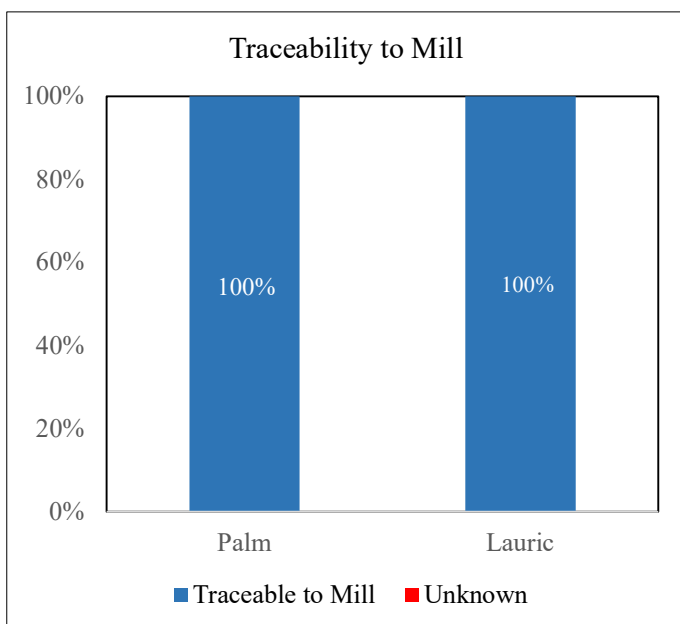 Traceability to Mill
100%
80%
60%
40%
20%
0%
100%
100%
Palm
Lauric
Traceable to Mill
Unknown